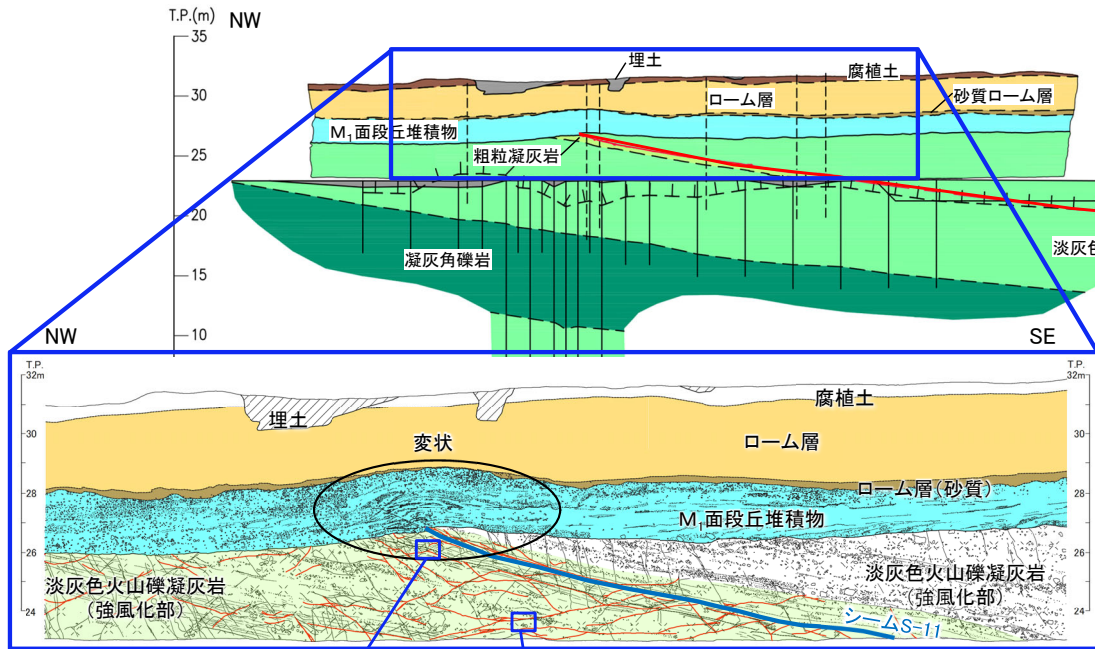 T.P.(m) NW
35
埋土
腐植土
30
ローム層
砂質ローム層
M₁面段丘堆積物
25
粗粒凝灰岩
20
淡灰色
凝灰角礫岩
15
10
NW
SE
T.P.
T.P.
32m
32m
腐植土
埋土
30
変状
ローム層
30
28
ローム層(砂質)
28
M₁面段丘堆積物
26
26
淡灰色火山礫凝灰岩
(強風化部)
淡灰色火山礫凝灰岩
(強風化部)
24
24
シームS-11